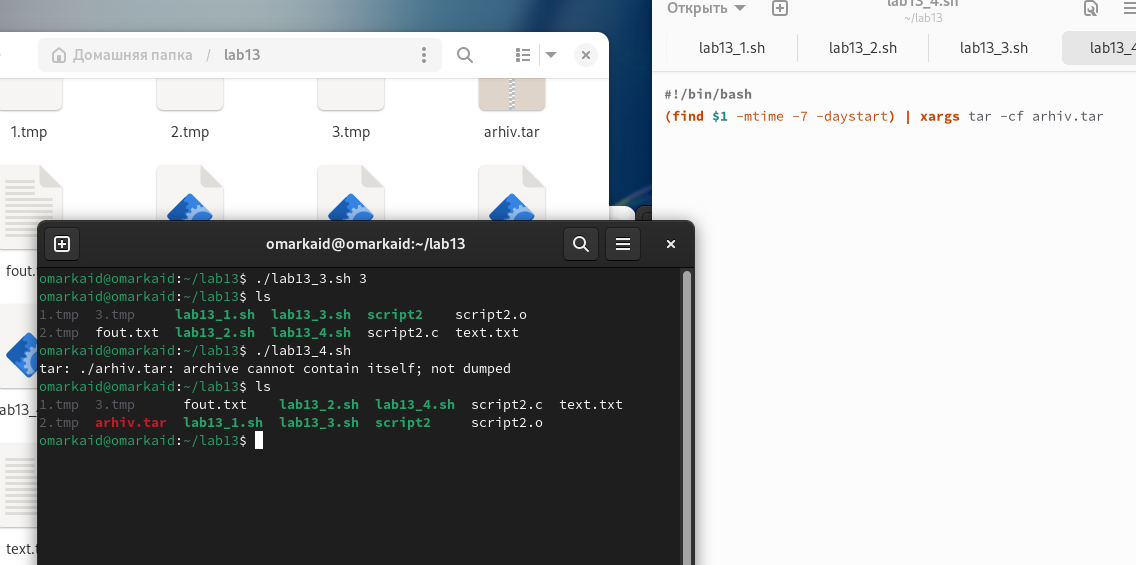 Открыть
lab13_4.sh
~/lab13
Домашняя папка / lab13
lab13_1.sh
lab13_2.sh
lab13_3.sh
#!/bin/bash
(find $1 -mtime -7 -daystart) | xargs tar -cf arhiv.tar
1.tmp
2.tmp
3.tmp
arhiv.tar
omarkaid@omarkaid:~/lab13
omarkaid@omarkaid:~/lab13$ ./lab13_3.sh 3
omarkaid@omarkaid:~/lab13$ ls
1.tmp 3.tmp lab13_1.sh lab13_3.sh script2 script2.o
2.tmp fout.txt lab13_2.sh lab13_4.sh script2.c text.txt
omarkaid@omarkaid:~/lab13$ ./lab13_4.sh
tar: ./arhiv.tar: archive cannot contain itself; not dumped
omarkaid@omarkaid:~/lab13$ ls
1.tmp 3.tmp fout.txt lab13_2.sh lab13_4.sh script2.c text.txt
2.tmp arhiv.tar lab13_1.sh lab13_3.sh script2 script2.o
omarkaid@omarkaid:~/lab13$